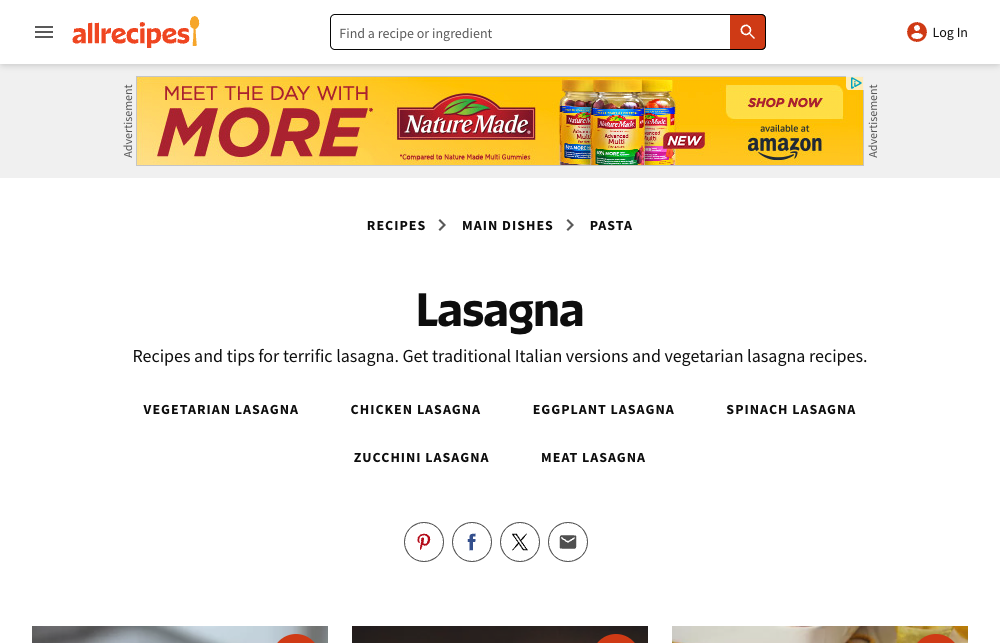 allrecipes
Find a recipe or ingredient
Log In
Advertisement
MEET THE DAY WITH
MORE*
Nature Made®
*Compared to Nature Made Multi Gummies
Advanced
Multi
NEW
SHOP NOW
available at
amazon
Advertisement
RECIPES
MAIN DISHES
PASTA
Lasagna
Recipes and tips for terrific lasagna. Get traditional Italian versions and vegetarian lasagna recipes.
VEGETARIAN LASAGNA
CHICKEN LASAGNA
EGGPLANT LASAGNA
SPINACH LASAGNA
ZUCCHINI LASAGNA
MEAT LASAGNA